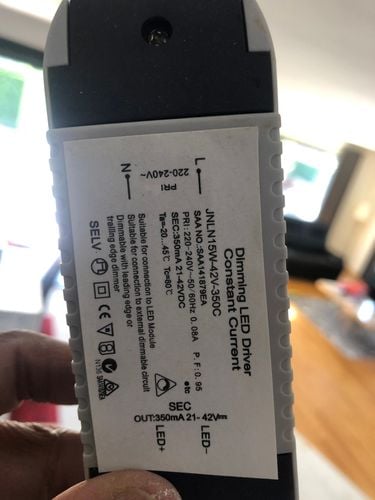 Dimming LED Driver
Constant Current
JNLN15W-42V-350C
SAA NO.:SAA141879EA
PRI: 220-240V~50/60Hz 0.08A P.F: 0.95
SEC:350mA 21-42VDC
Ta=-20...45℃ Tc=80℃
Suitable for connection to LED Module
Suitable for connection to external dimmable circuit
Dimmable with leading edge or
trailing edge dimmer
SELV
L
PRI
220-240V~
N
SEC
OUT:350mA 21- 42V
LED-
LED+